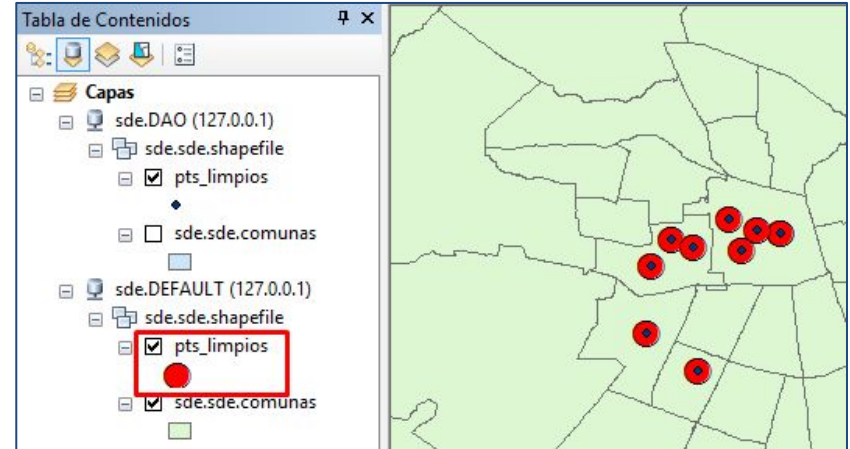 Tabla de Contenidos
Capas
sde.DAO (127.0.0.1)
sde.sde.shapefile
pts_limpios
sde.sde.comunas
sde.DEFAULT (127.0.0.1)
sde.sde.shapefile
pts_limpios
sde.sde.comunas